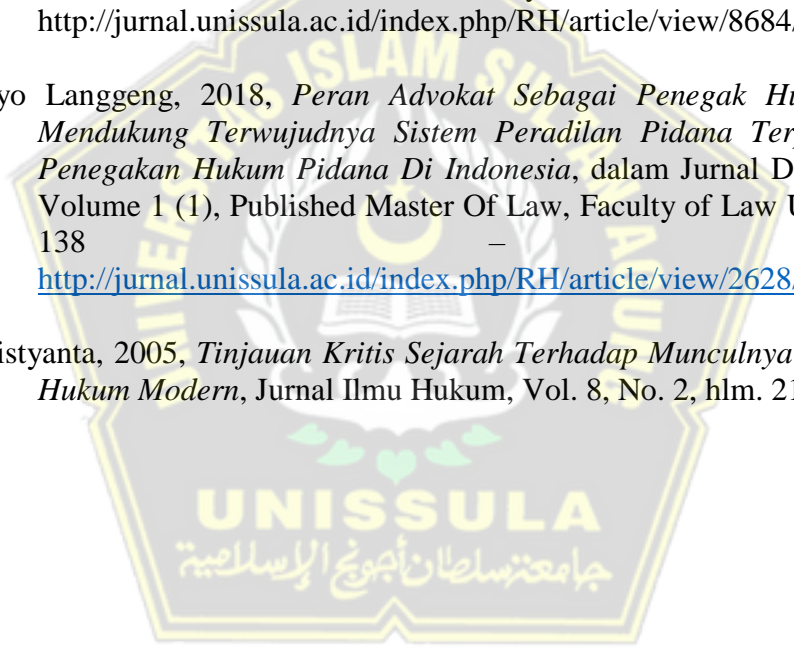 http://jurnal.unissula.ac.id/index.php/RH/article/view/8684/
yo Langgeng, 2018, Peran Advokat Sebagai Penegak Hu
Mendukung Terwujudnya Sistem Peradilan Pidana Ter
Penegakan Hukum Pidana Di Indonesia, dalam Jurnal D
Volume 1 (1), Published Master Of Law, Faculty of Law U
138 –
http://jurnal.unissula.ac.id/index.php/RH/article/view/2628/
istyanta, 2005, Tinjauan Kritis Sejarah Terhadap Munculnya
Hukum Modern, Jurnal Ilmu Hukum, Vol. 8, No. 2, hlm. 21
UNIVERSITAS ISLAM SULTAN AGUNG
UNISSULA
جامعة سلطان أجونج الإسلامية